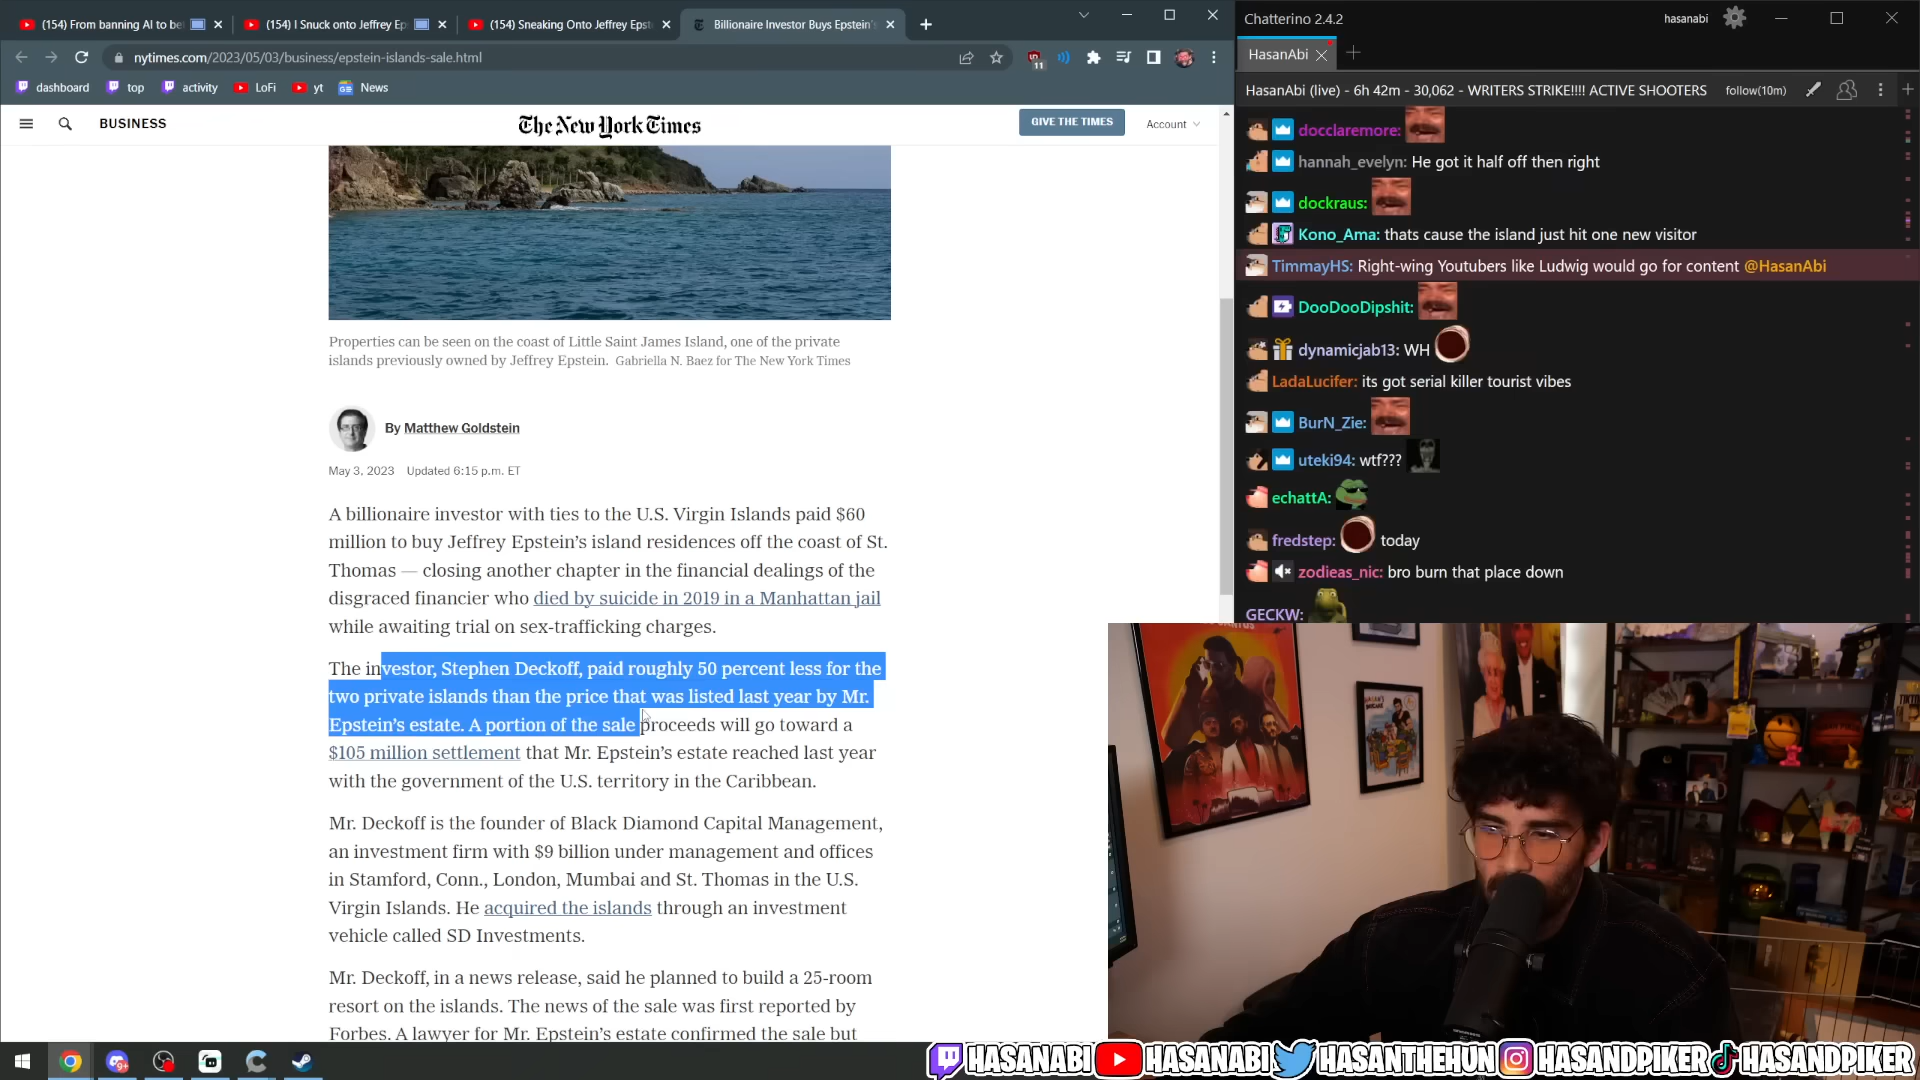 (154) From banning AI to be
(154) I Snuck onto Jeffrey Ep
(154) Sneaking Onto Jeffrey Epst
Billionaire Investor Buys Epstein'
nytimes.com/2023/05/03/business/epstein-islands-sale.html
11
dashboard
top
activity
LoFi
yt
News
BUSINESS
The New York Times
GIVE THE TIMES
Account
Properties can be seen on the coast of Little Saint James Island, one of the private
islands previously owned by Jeffrey Epstein. Gabriella N. Baez for The New York Times
By Matthew Goldstein
May 3, 2023 Updated 6:15 p.m. ET
A billionaire investor with ties to the U.S. Virgin Islands paid $60
million to buy Jeffrey Epstein's island residences off the coast of St.
Thomas — closing another chapter in the financial dealings of the
disgraced financier who died by suicide in 2019 in a Manhattan jail
while awaiting trial on sex-trafficking charges.
The investor, Stephen Deckoff, paid roughly 50 percent less for the
two private islands than the price that was listed last year by Mr.
Epstein's estate. A portion of the sale proceeds will go toward a
$105 million settlement that Mr. Epstein's estate reached last year
with the government of the U.S. territory in the Caribbean.
Mr. Deckoff is the founder of Black Diamond Capital Management,
an investment firm with $9 billion under management and offices
in Stamford, Conn., London, Mumbai and St. Thomas in the U.S.
Virgin Islands. He acquired the islands through an investment
vehicle called SD Investments.
Mr. Deckoff, in a news release, said he planned to build a 25-room
resort on the islands. The news of the sale was first reported by
Forbes. A lawyer for Mr. Epstein's estate confirmed the sale but
Chatterino 2.4.2
hasanabi
HasanAbi
HasanAbi (live) - 6h 42m - 30,062 - WRITERS STRIKE!!!! ACTIVE SHOOTERS
follow(10m)
docclaremore:
hannah_evelyn: He got it half off then right
dockraus:
Kono_Ama: thats cause the island just hit one new visitor
TimmayHS: Right-wing Youtubers like Ludwig would go for content @HasanAbi
DooDooDipshit:
dynamicjab13: WH
LadaLucifer: its got serial killer tourist vibes
BurN_Zie:
uteki94: wtf???
echattA:
fredstep: today
zodieas_nic: bro burn that place down
GECKW:
9+
HASANABI
HASANABI
HASANTHEHUN
HASANDPIKER
HASANDPIKER